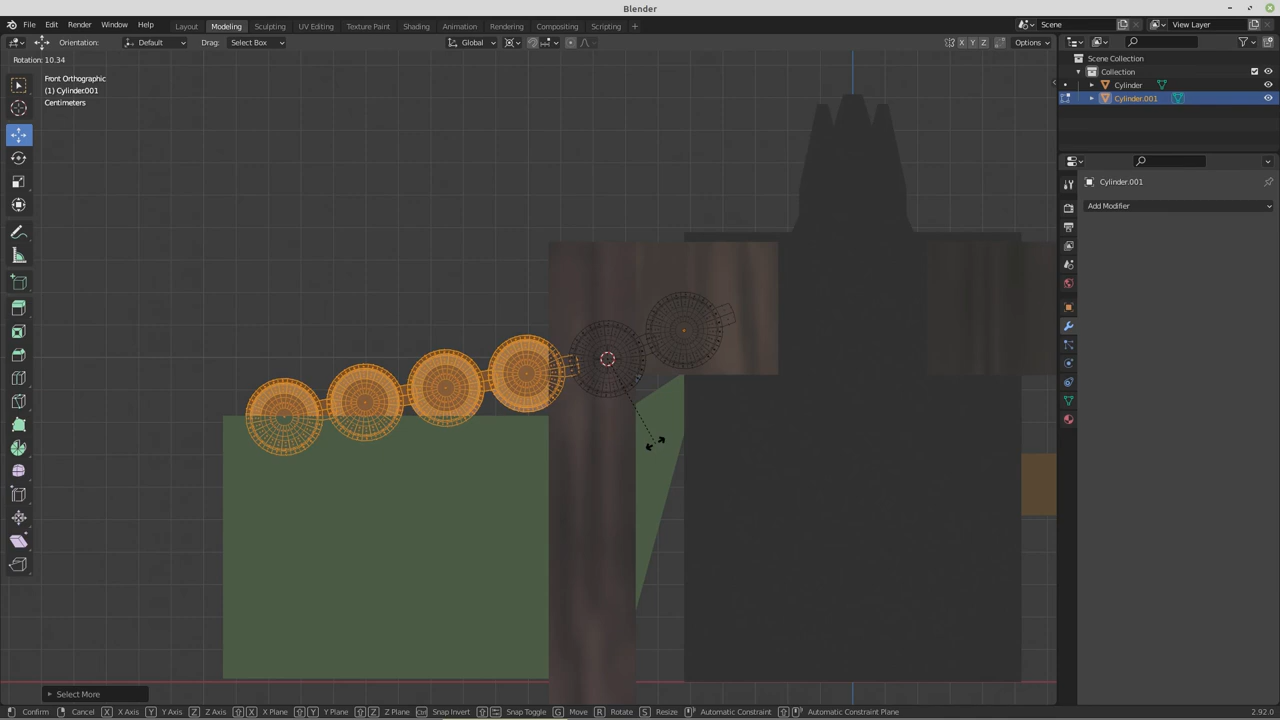 Blender
File Edit Render Window Help Layout Modeling Sculpting UV Editing Texture Paint Shading Animation Rendering Compositing Scripting + Scene View Layer
Orientation: Default Drag: Select Box Global X Y Z Options
Rotation: 10.34
Front Orthographic
(1) Cylinder.001
Centimeters
Scene Collection
Collection
Cylinder
Cylinder.001
Cylinder.001
Add Modifier
Select More
Confirm Cancel X X Axis Y Y Axis Z Z Axis X X Plane Y Y Plane Z Z Plane Snap Invert Snap Toggle G Move R Rotate S Resize Automatic Constraint Automatic Constraint Plane 2.92.0